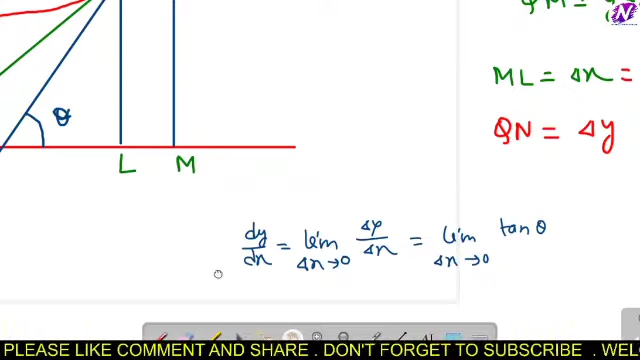 θ
L M
ML = Δx =
QN = Δy
dy/dx = lim Δx→0 Δy/Δx = lim Δx→0 tan θ
PLEASE LIKE COMMENT AND SHARE . DON'T FORGET TO SUBSCRIBE . WEL